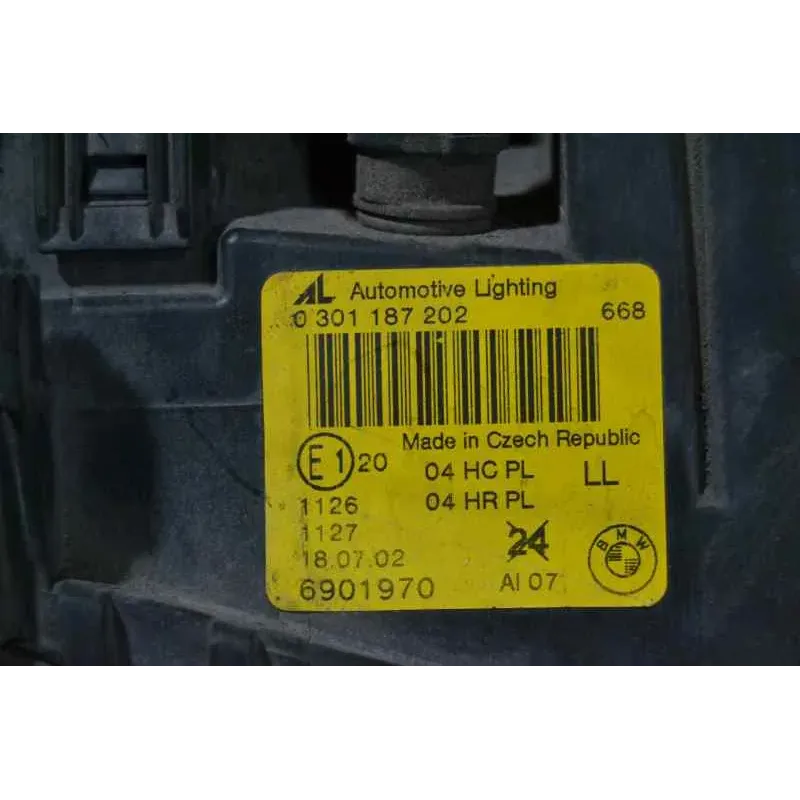 AL Automotive Lighting
0 301 187 202 668
Made in Czech Republic
E1 20 04 HC PL LL
1126 04 HR PL
1127
18.07.02 24
6901970 Al 07
BMW